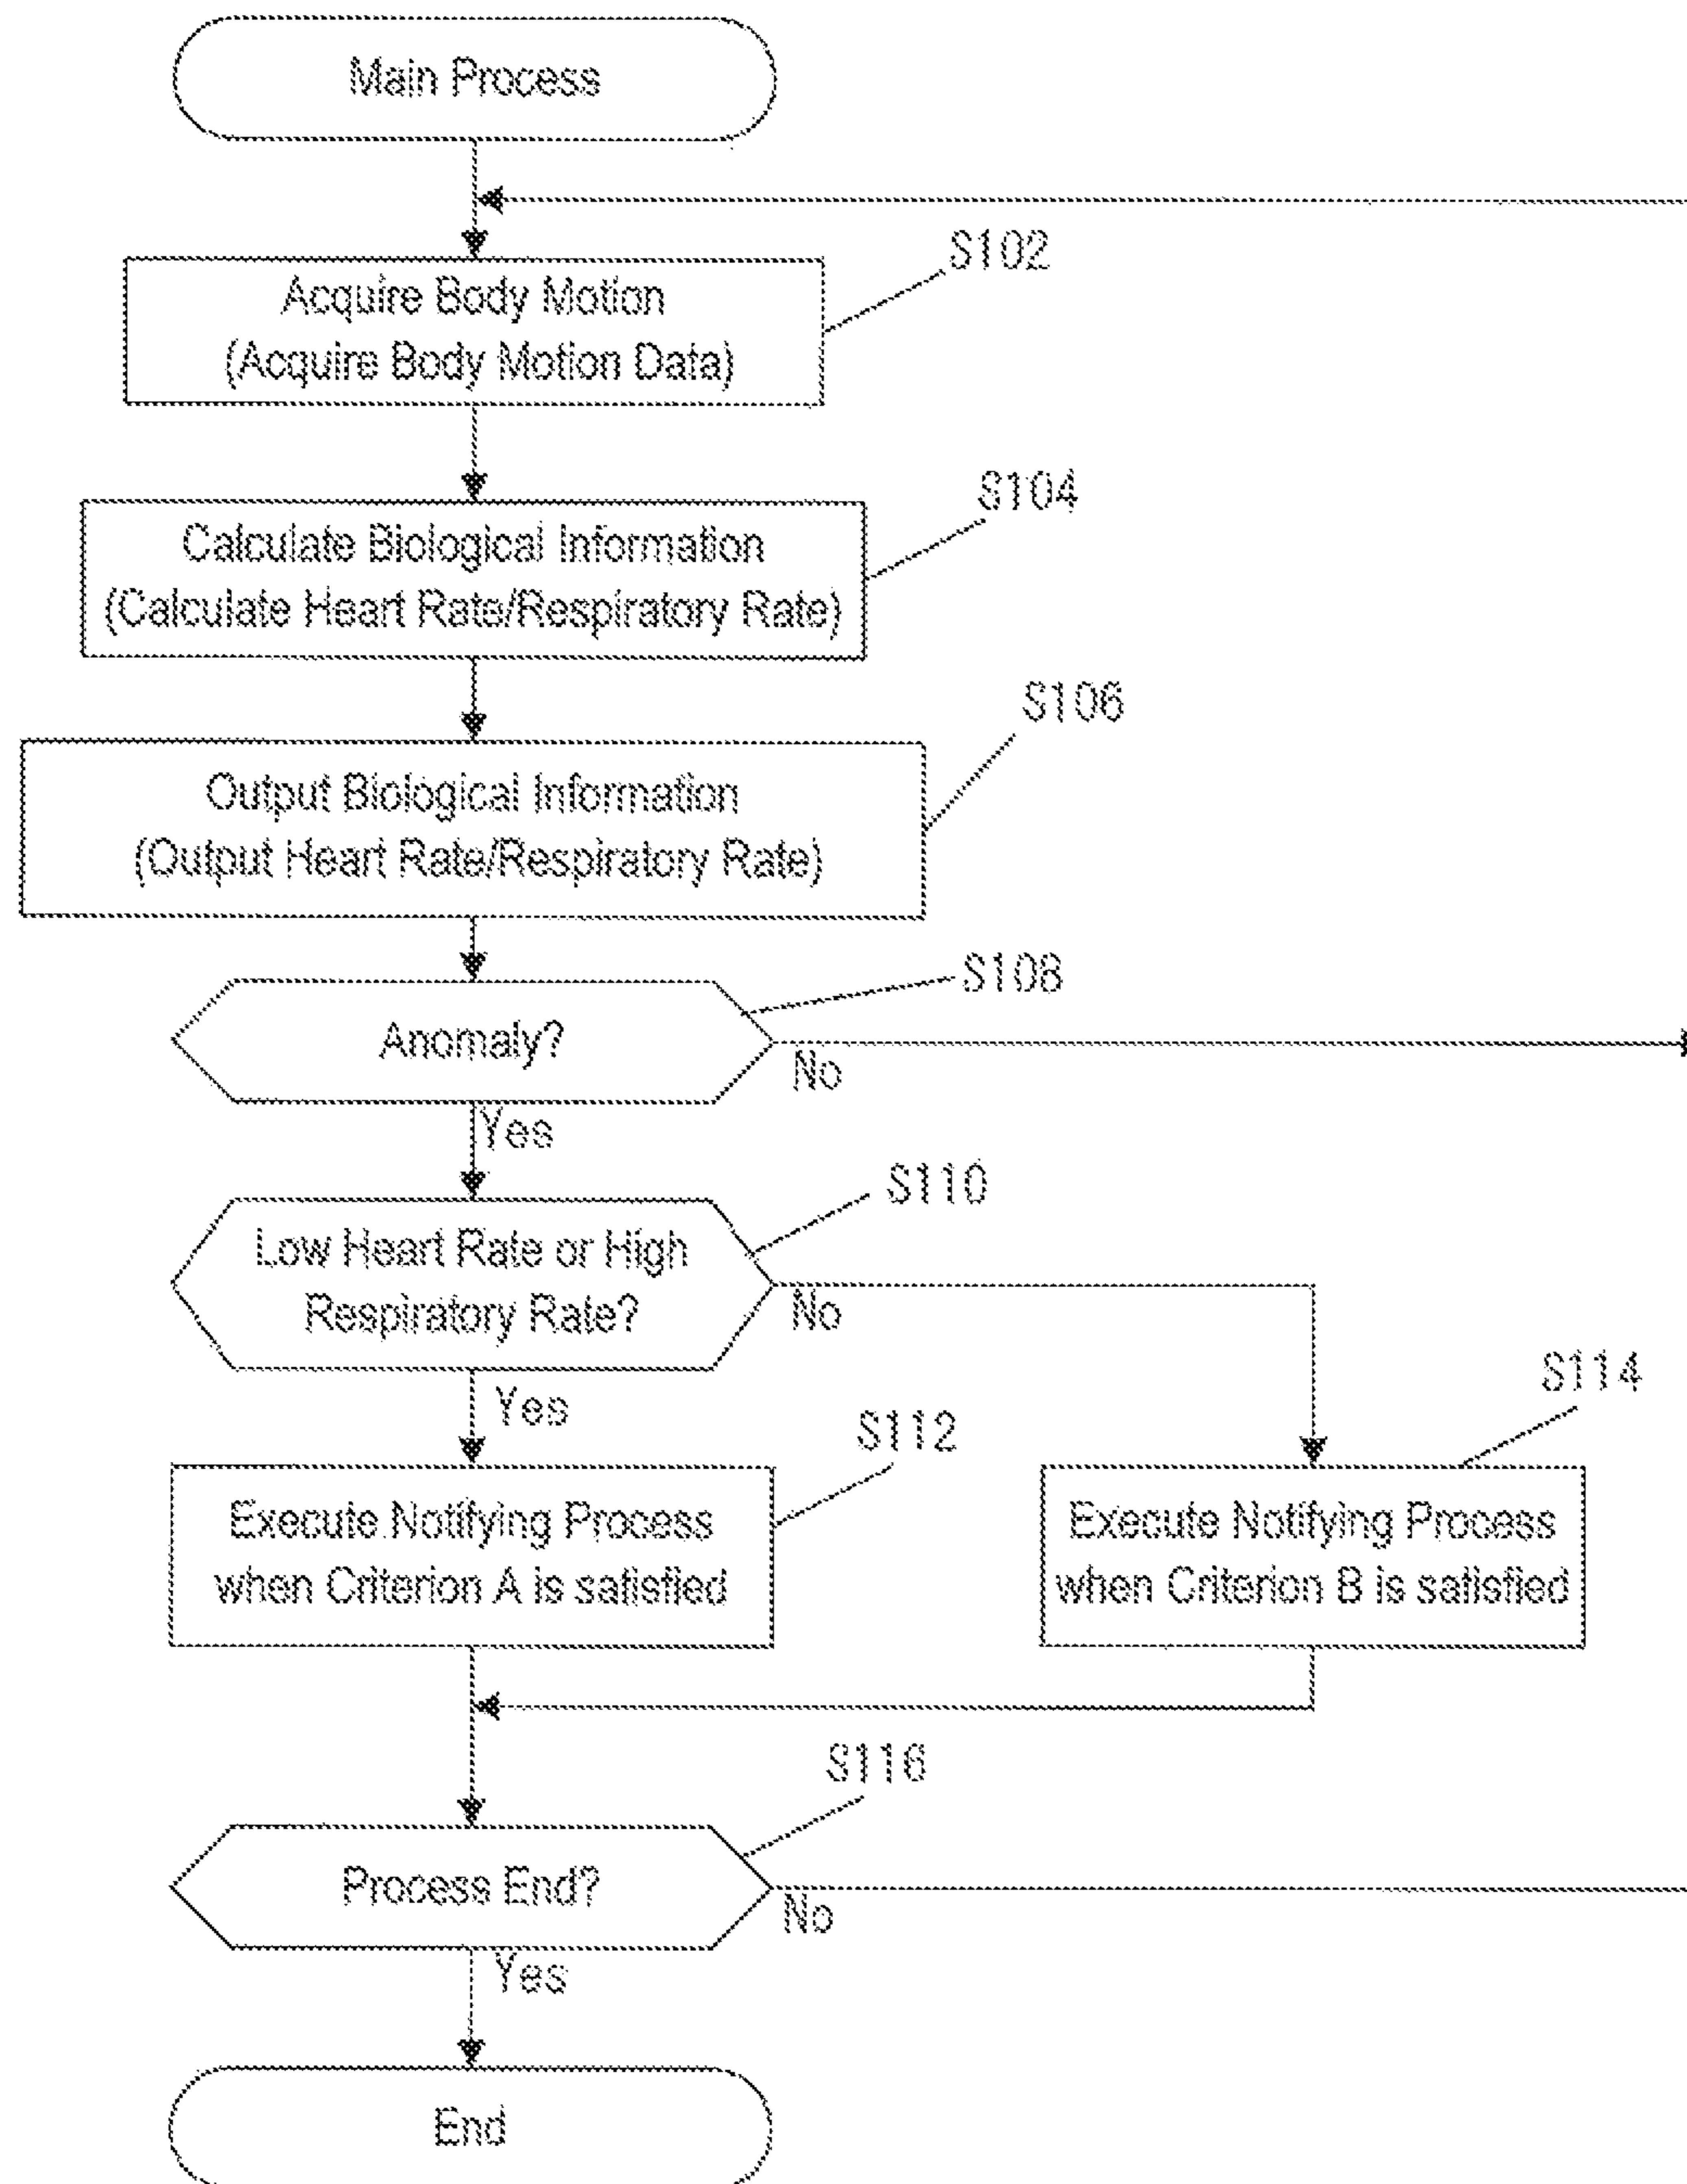 Main Process
S102
Acquire Body Motion
(Acquire Body Motion Data)
S104
Calculate Biological Information
(Calculate Heart Rate/Respiratory Rate)
S106
Output Biological Information
(Output Heart Rate/Respiratory Rate)
S108
Anomaly?
No
Yes
S110
Low Heart Rate or High
Respiratory Rate?
No
Yes
S112
Execute Notifying Process
when Criterion A is satisfied
S114
Execute Notifying Process
when Criterion B is satisfied
S116
Process End?
No
Yes
End